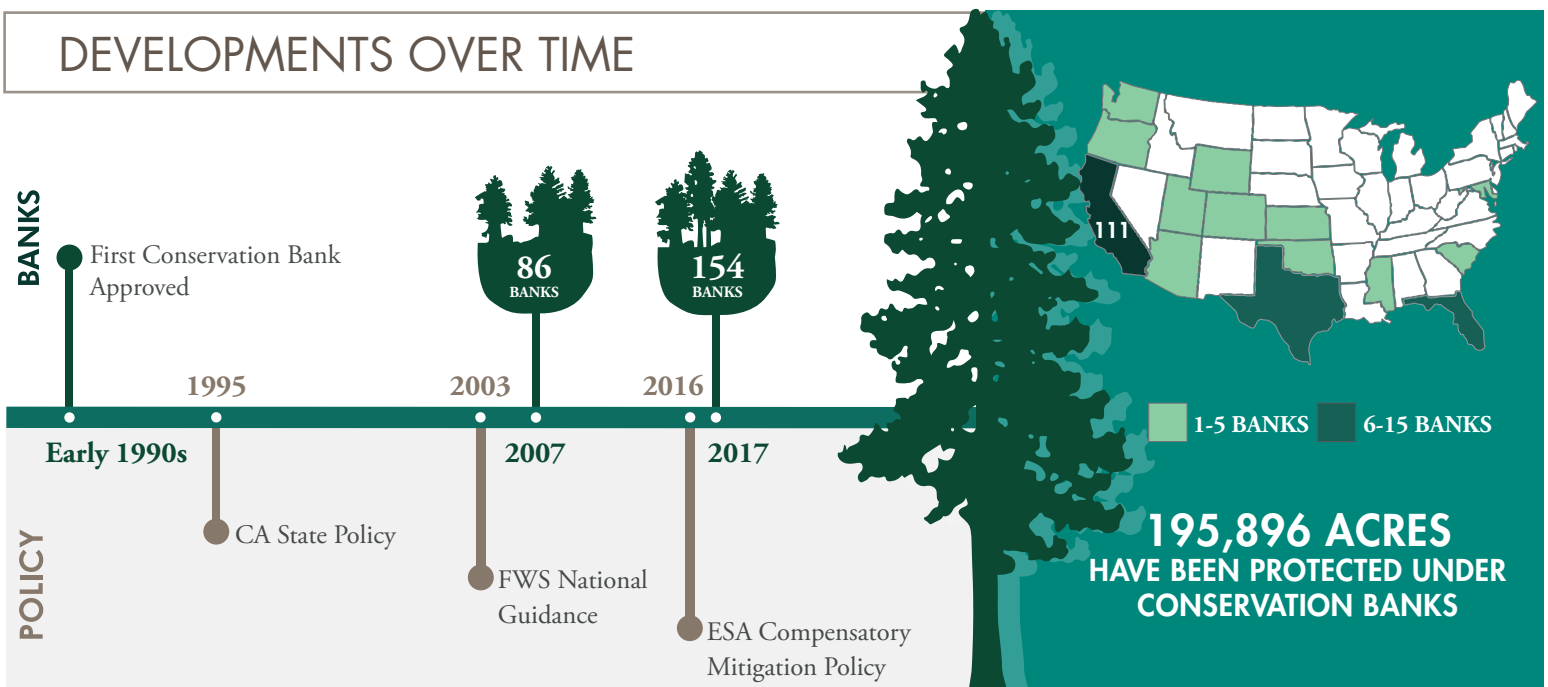 DEVELOPMENTS OVER TIME
BANKS
First Conservation Bank
Approved
86
BANKS
154
BANKS
1995
2003
2016
Early 1990s
2007
2017
POLICY
CA State Policy
FWS National
Guidance
ESA Compensatory
Mitigation Policy
111
1-5 BANKS
6-15 BANKS
195,896 ACRES
HAVE BEEN PROTECTED UNDER
CONSERVATION BANKS